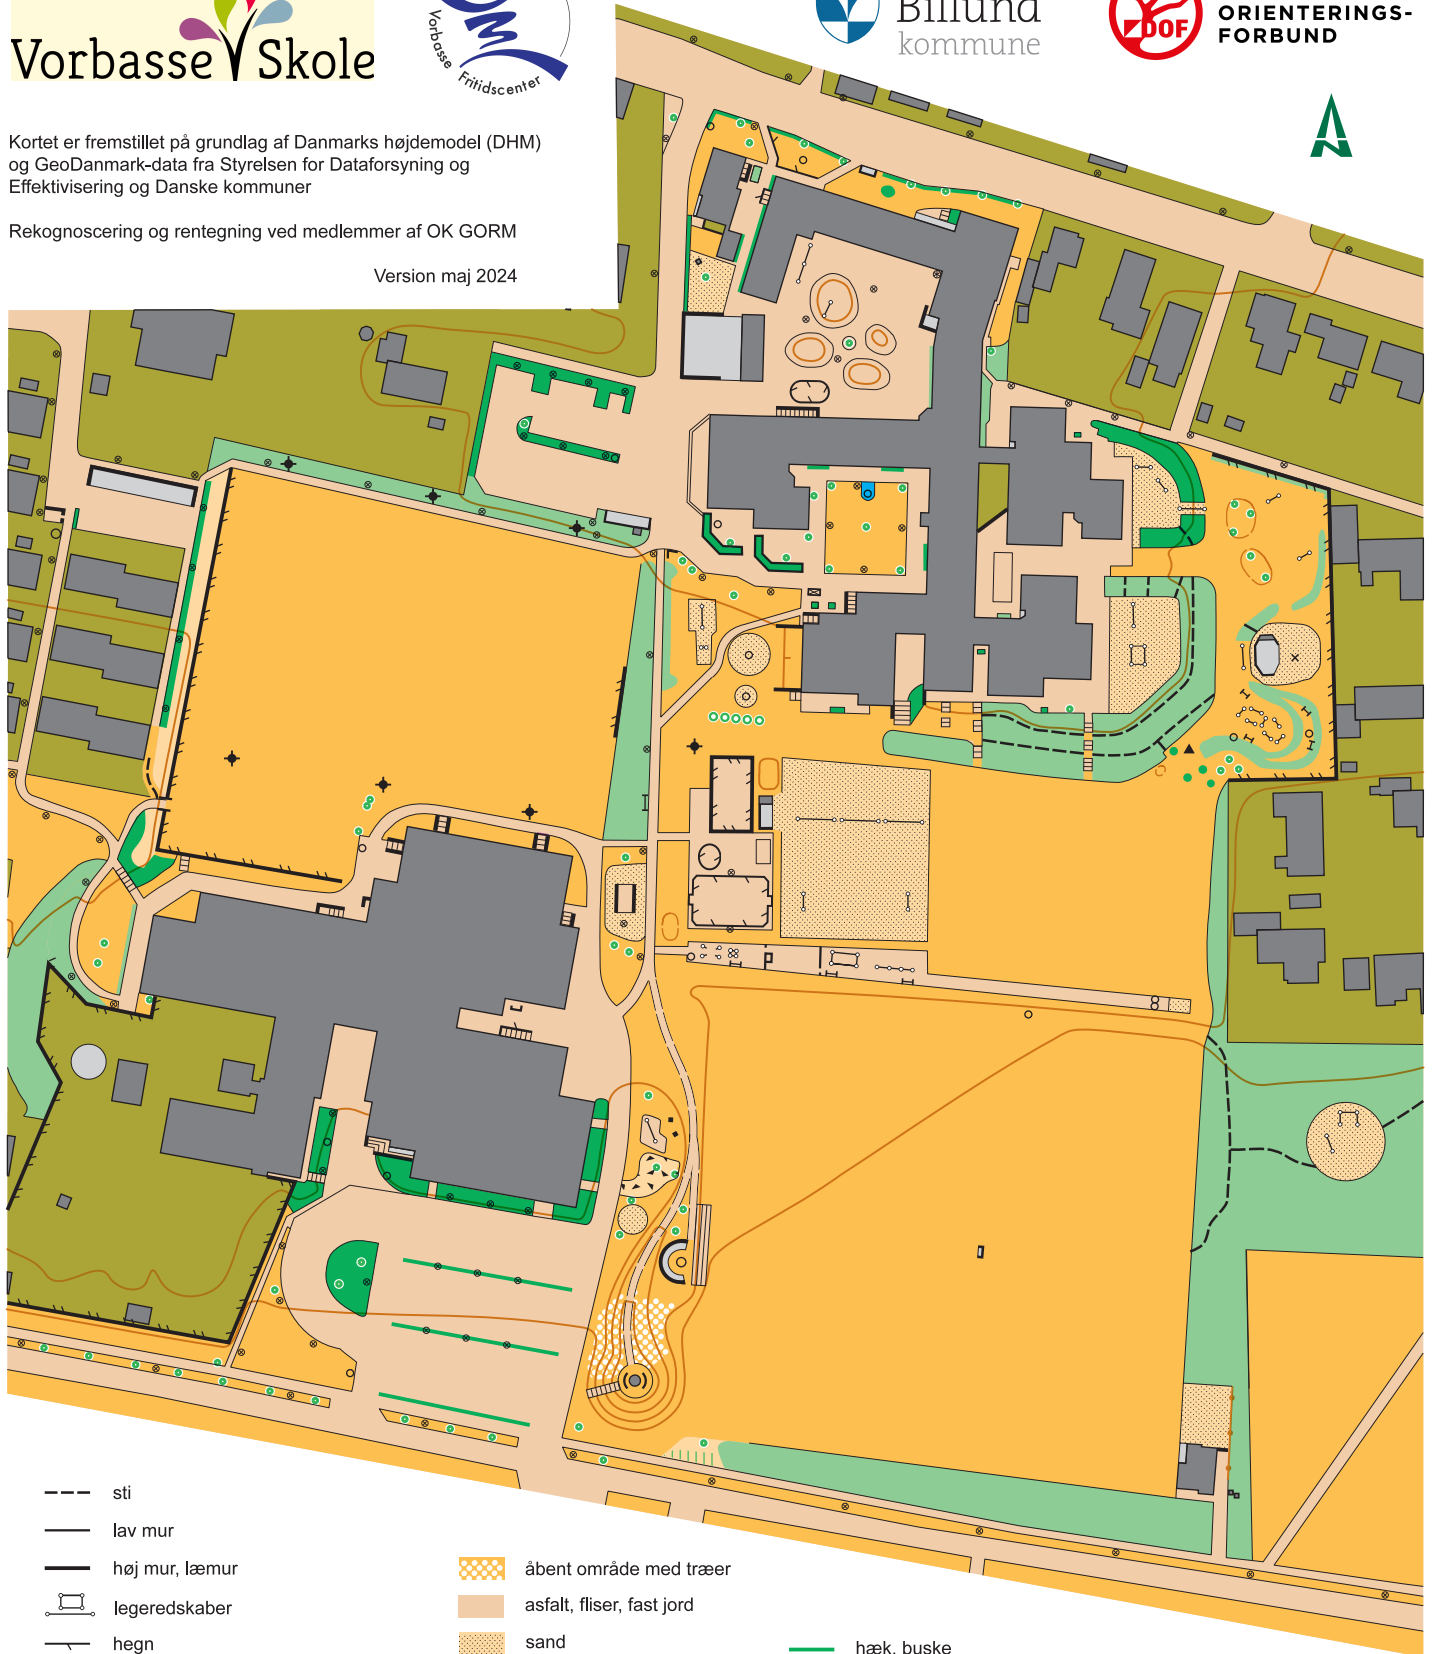 Vorbasse Skole
Vorbasse Fritidscenter
Billund
kommune
DOF
ORIENTERINGS-
FORBUND
Kortet er fremstillet på grundlag af Danmarks højdemodel (DHM)
og GeoDanmark-data fra Styrelsen for Dataforsyning og
Effektivisering og Danske kommuner
Rekognoscering og rentegning ved medlemmer af OK GORM
Version maj 2024
N
sti
lav mur
høj mur, læmur
legeredskaber
hegn
åbent område med træer
asfalt, fliser, fast jord
sand
hæk, buske